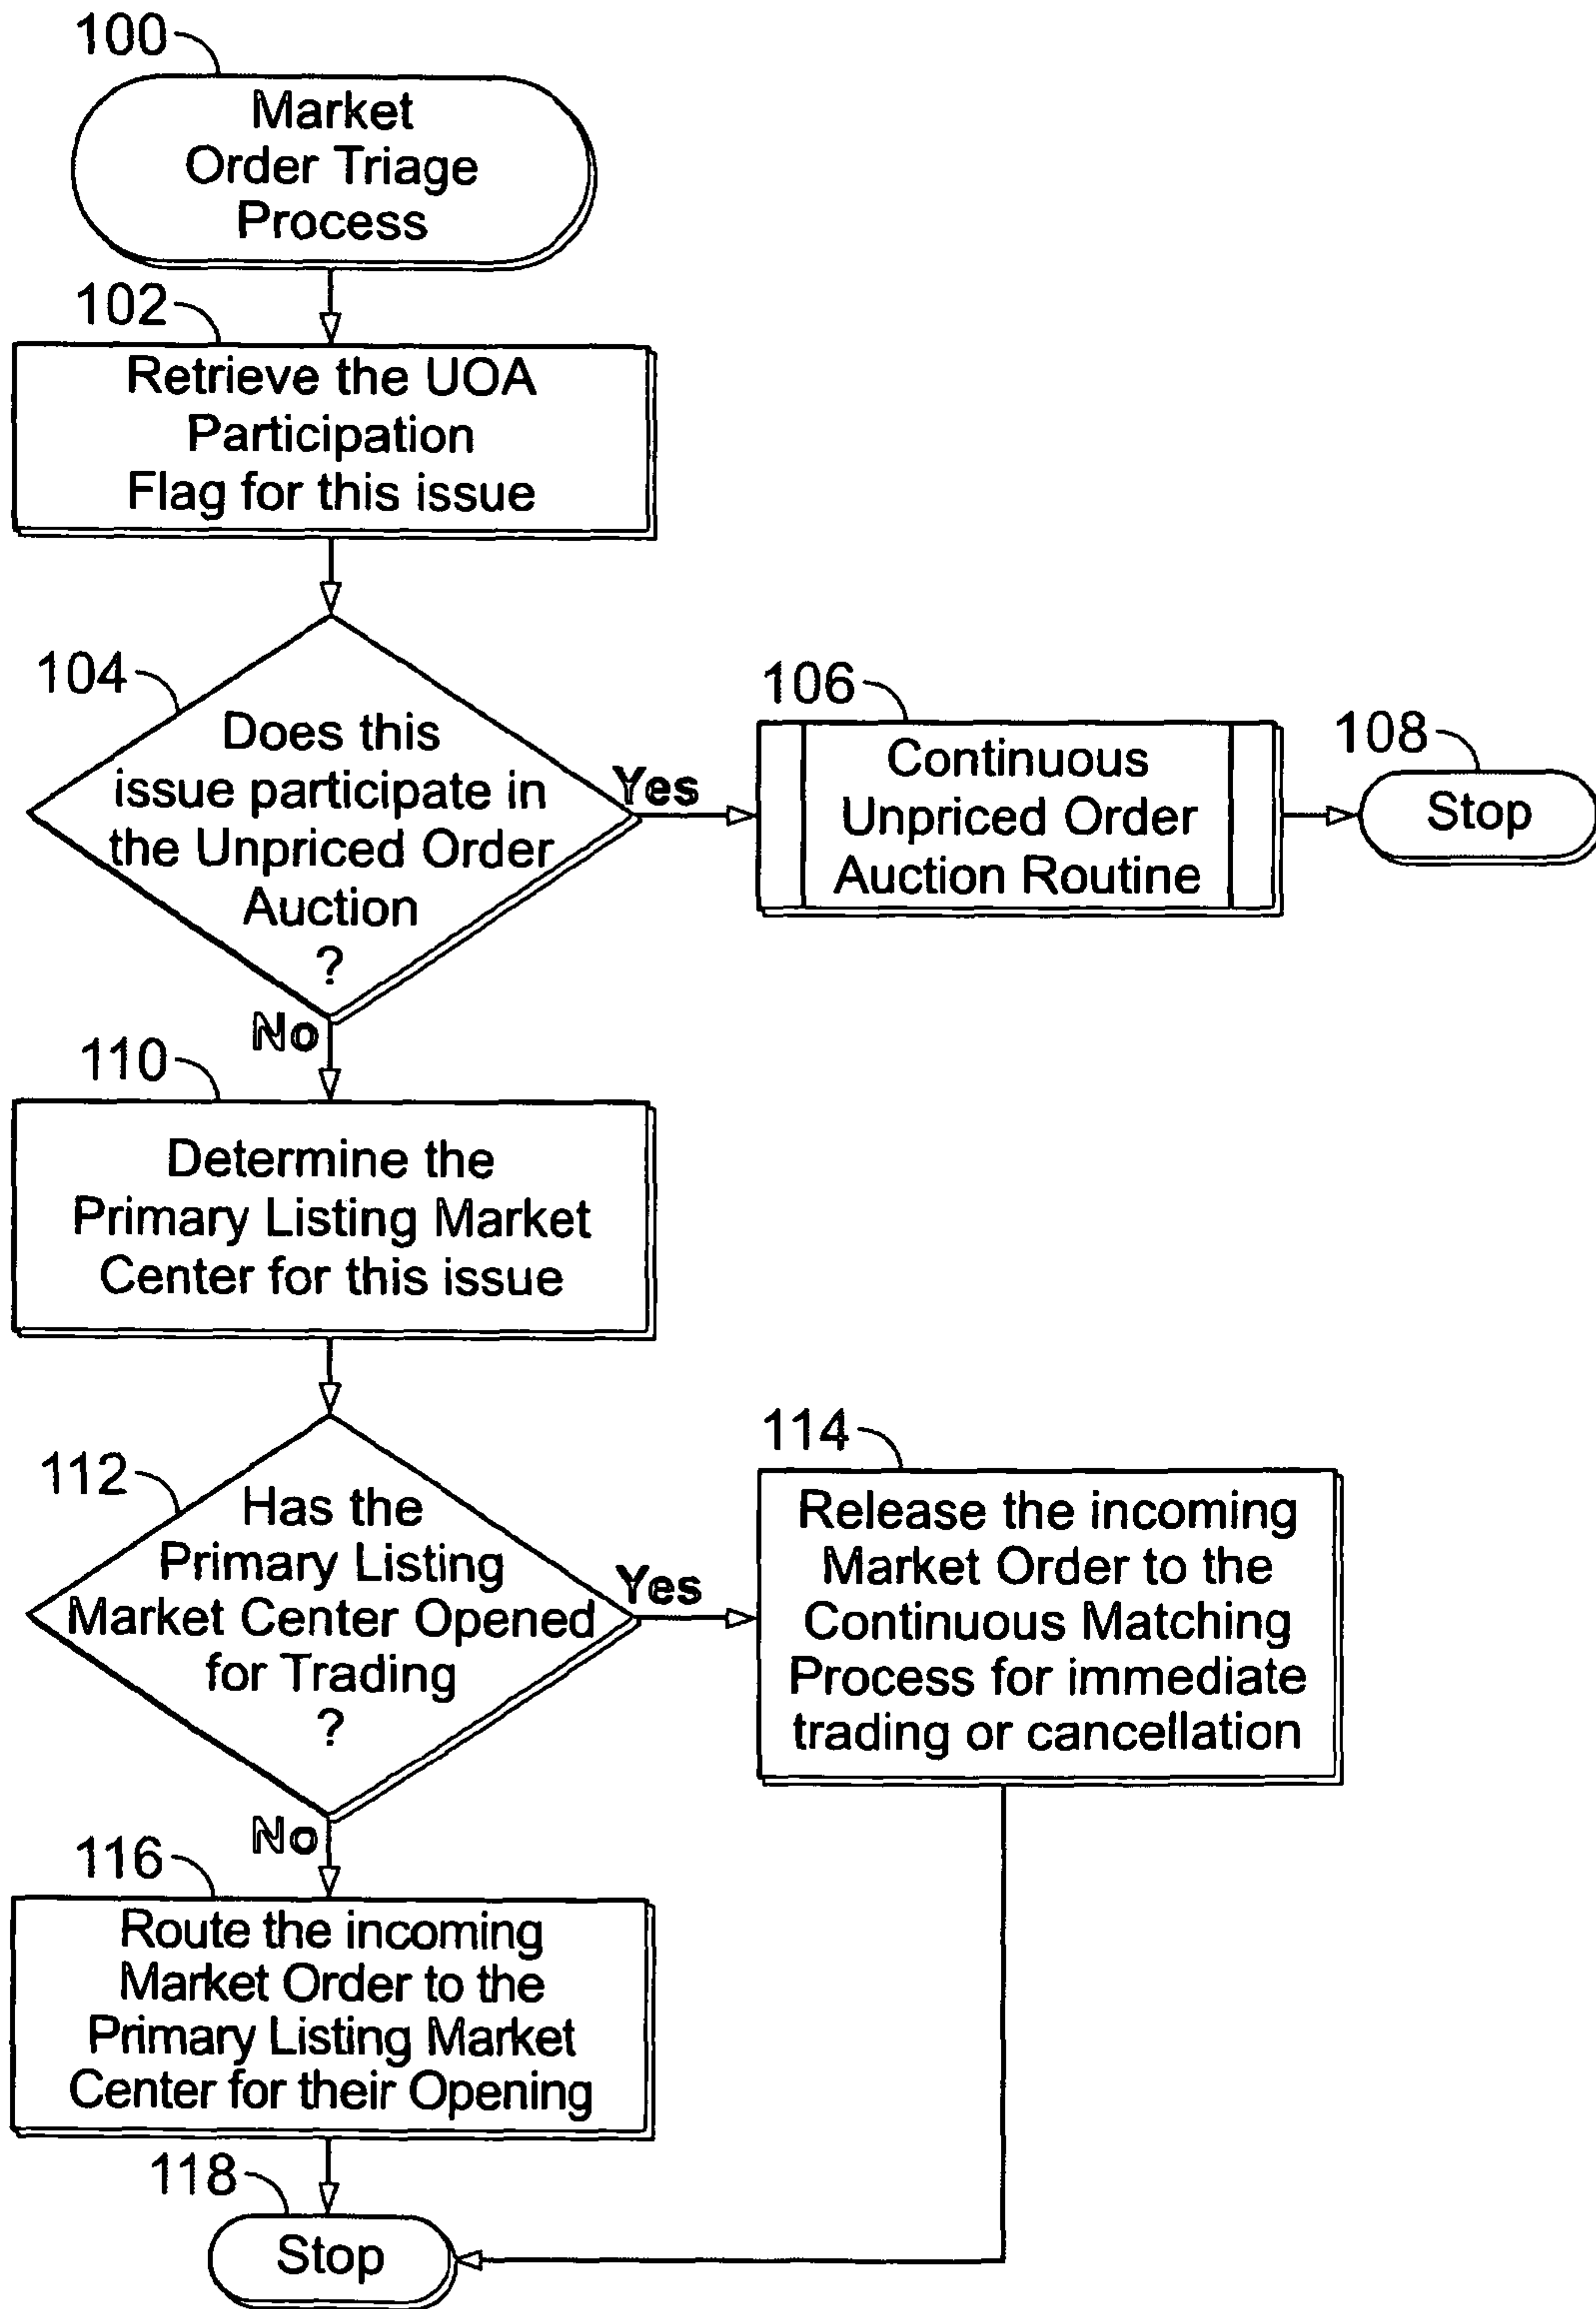 100
Market
Order Triage
Process
102
Retrieve the UOA
Participation
Flag for this issue
104
Does this
issue participate in
the Unpriced Order
Auction
?
Yes
106
Continuous
Unpriced Order
Auction Routine
108
Stop
No
110
Determine the
Primary Listing Market
Center for this issue
112
Has the
Primary Listing
Market Center Opened
for Trading
?
Yes
114
Release the incoming
Market Order to the
Continuous Matching
Process for immediate
trading or cancellation
No
116
Route the incoming
Market Order to the
Primary Listing Market
Center for their Opening
118
Stop